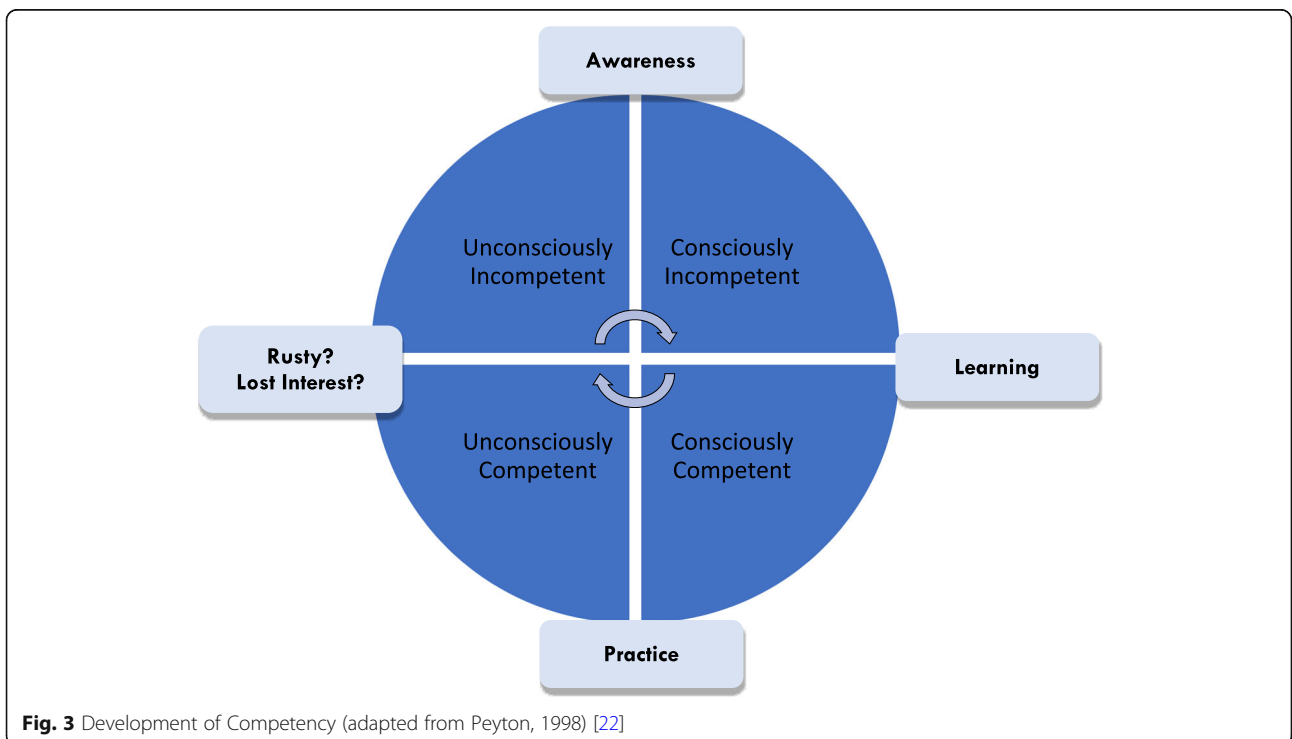 Awareness
Unconsciously
Incompetent
Consciously
Incompetent
Rusty?
Lost Interest?
Learning
Unconsciously
Competent
Consciously
Competent
Practice
Fig. 3 Development of Competency (adapted from Peyton, 1998) [22]